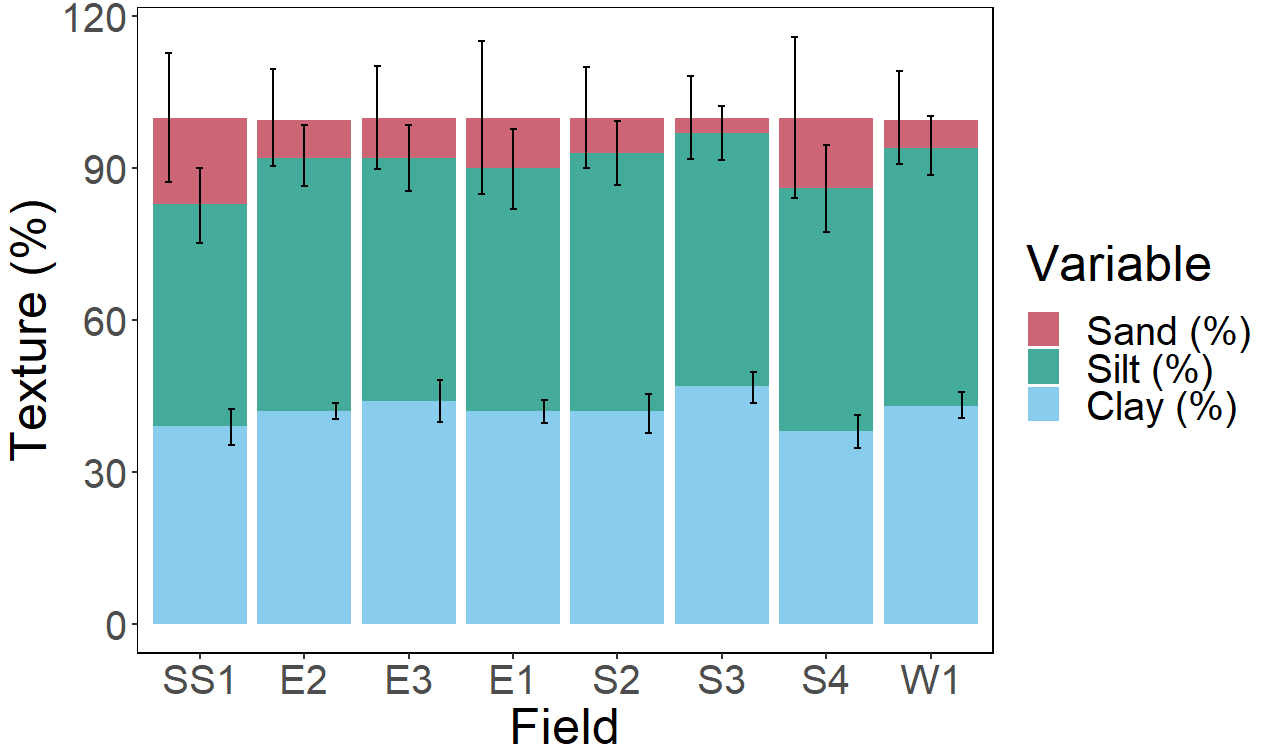 120
90
60
30
0
Texture (%)
SS1 E2 E3 E1 S2 S3 S4 W1
Field
Variable
Sand (%)
Silt (%)
Clay (%)